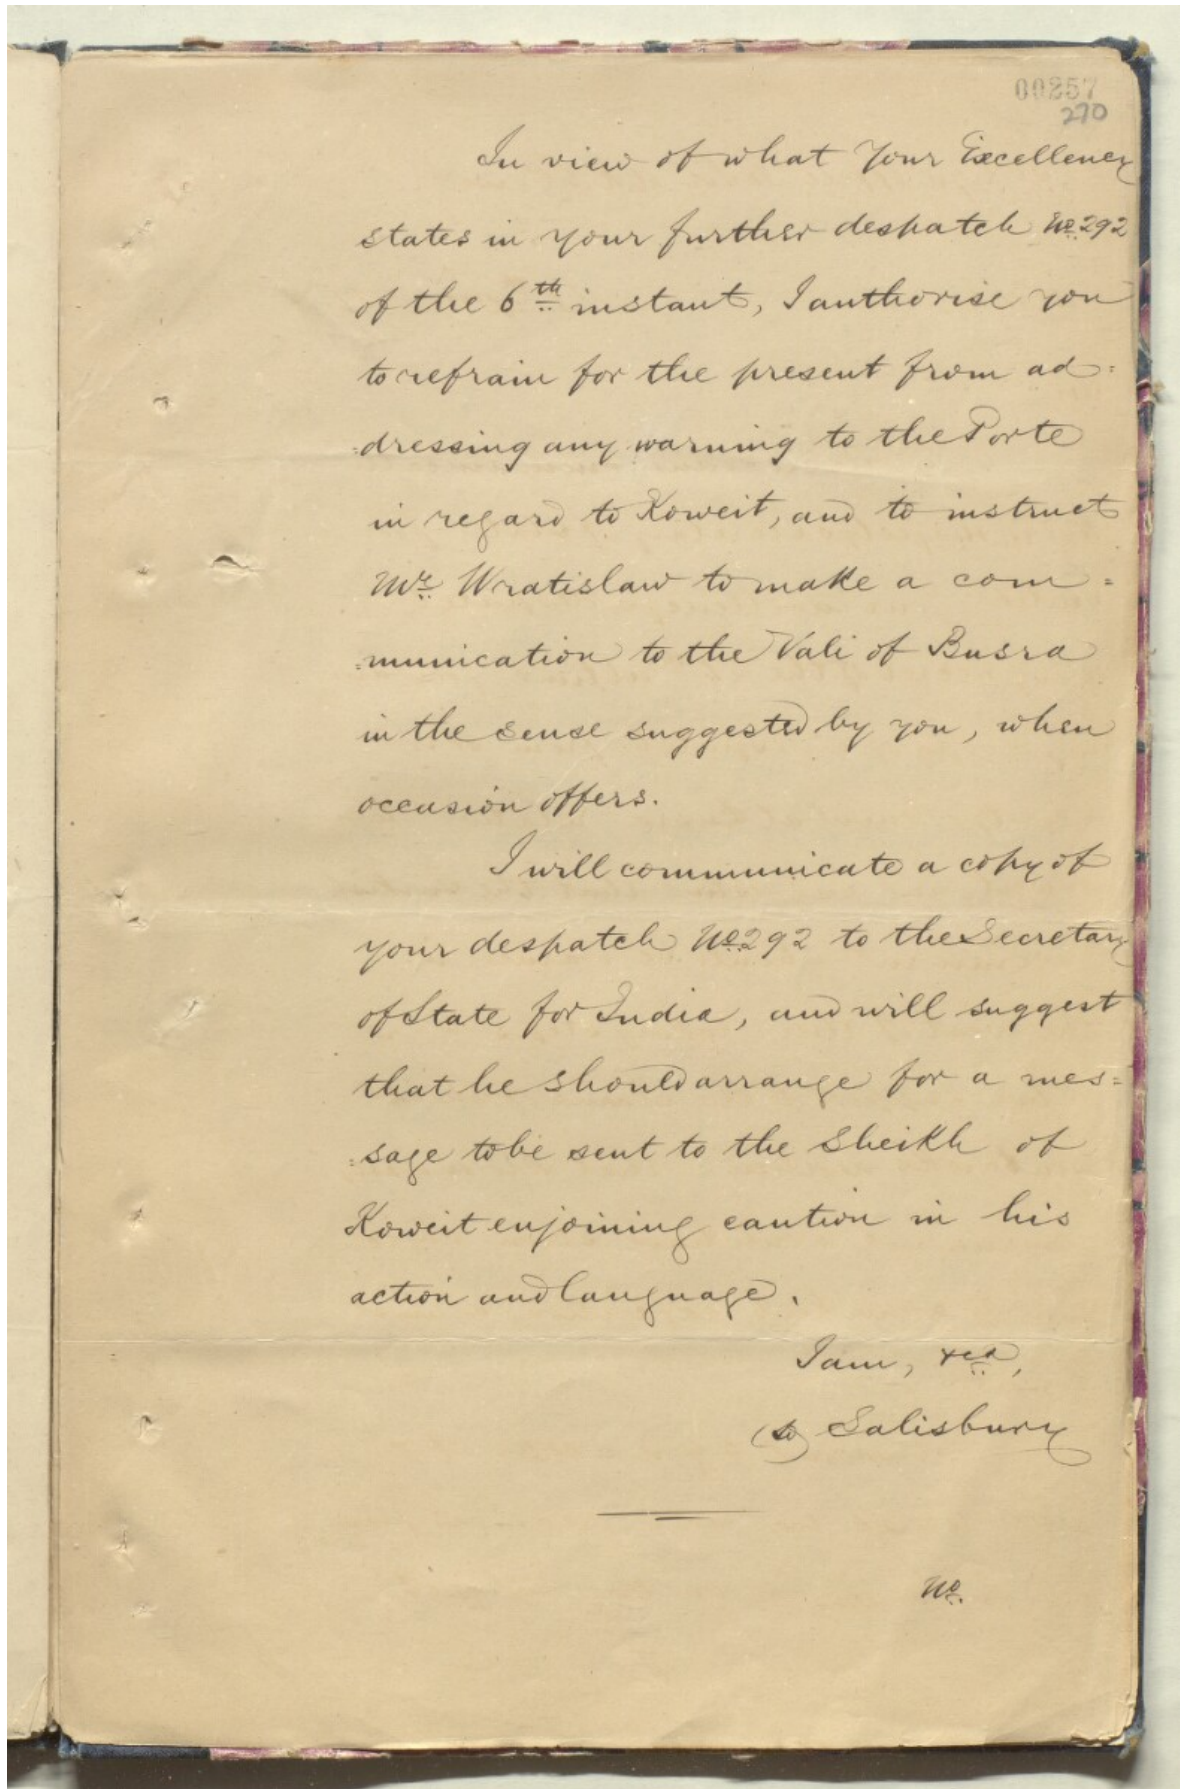 00257
270
In view of what Your Excellency
states in your further despatch No. 292
of the 6th instant, I authorise you
to refrain for the present from ad=
=dressing any warning to the Porte
in regard to Koweit, and to instruct
Mr. Wratislaw to make a com=
=munication to the Vali of Busra
in the sense suggested by you, when
occasion offers.
I will communicate a copy of
your despatch No. 292 to the Secretary
of State for India, and will suggest
that he should arrange for a mes=
=sage to be sent to the Sheikh of
Koweit enjoining caution in his
action and language.
I am, &ca.,
(sd) Salisbury
No.